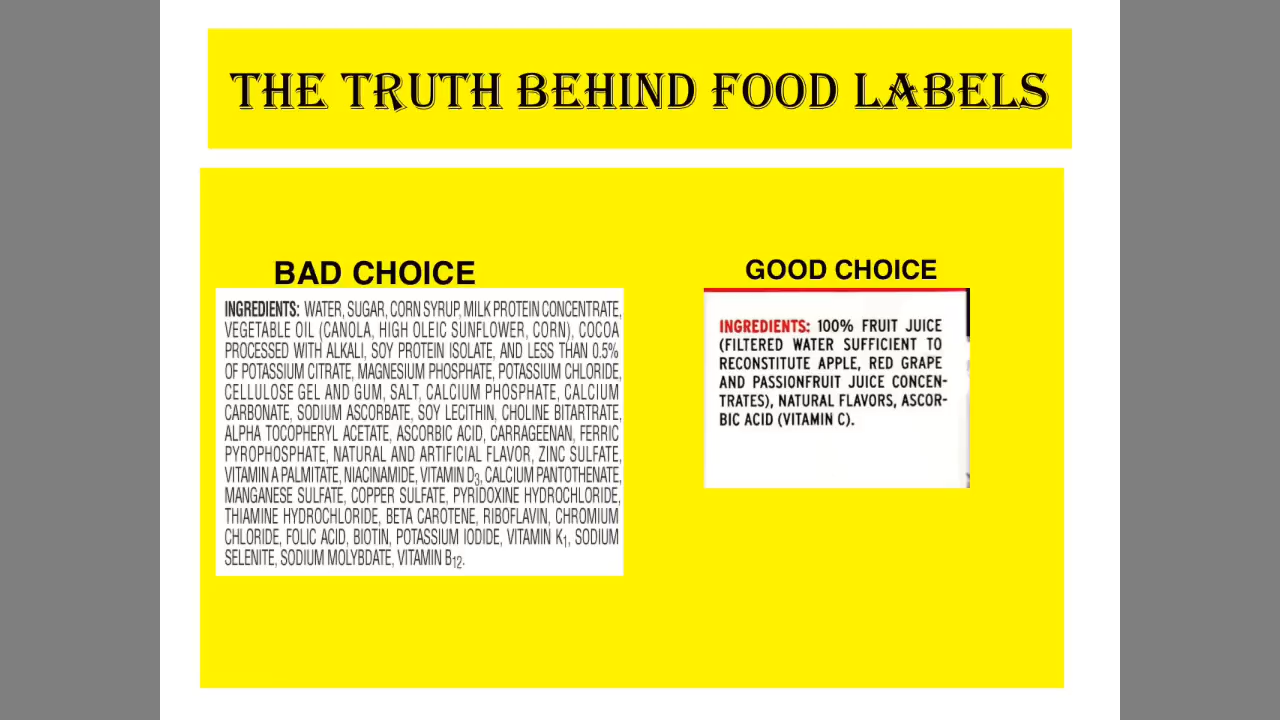 THE TRUTH BEHIND FOOD LABELS
BAD CHOICE
INGREDIENTS: WATER, SUGAR, CORN SYRUP, MILK PROTEIN CONCENTRATE,
VEGETABLE OIL (CANOLA, HIGH OLEIC SUNFLOWER, CORN), COCOA
PROCESSED WITH ALKALI, SOY PROTEIN ISOLATE, AND LESS THAN 0.5%
OF POTASSIUM CITRATE, MAGNESIUM PHOSPHATE, POTASSIUM CHLORIDE,
CELLULOSE GEL AND GUM, SALT, CALCIUM PHOSPHATE, CALCIUM
CARBONATE, SODIUM ASCORBATE, SOY LECITHIN, CHOLINE BITARTRATE,
ALPHA TOCOPHERYL ACETATE, ASCORBIC ACID, CARRAGEENAN, FERRIC
PYROPHOSPHATE, NATURAL AND ARTIFICIAL FLAVOR, ZINC SULFATE,
VITAMIN A PALMITATE, NIACINAMIDE, VITAMIN D3, CALCIUM PANTOTHENATE,
MANGANESE SULFATE, COPPER SULFATE, PYRIDOXINE HYDROCHLORIDE,
THIAMINE HYDROCHLORIDE, BETA CAROTENE, RIBOFLAVIN, CHROMIUM
CHLORIDE, FOLIC ACID, BIOTIN, POTASSIUM IODIDE, VITAMIN K1, SODIUM
SELENITE, SODIUM MOLYBDATE, VITAMIN B12.
GOOD CHOICE
INGREDIENTS: 100% FRUIT JUICE
(FILTERED WATER SUFFICIENT TO
RECONSTITUTE APPLE, RED GRAPE
AND PASSIONFRUIT JUICE CONCEN-
TRATES), NATURAL FLAVORS, ASCOR-
BIC ACID (VITAMIN C).